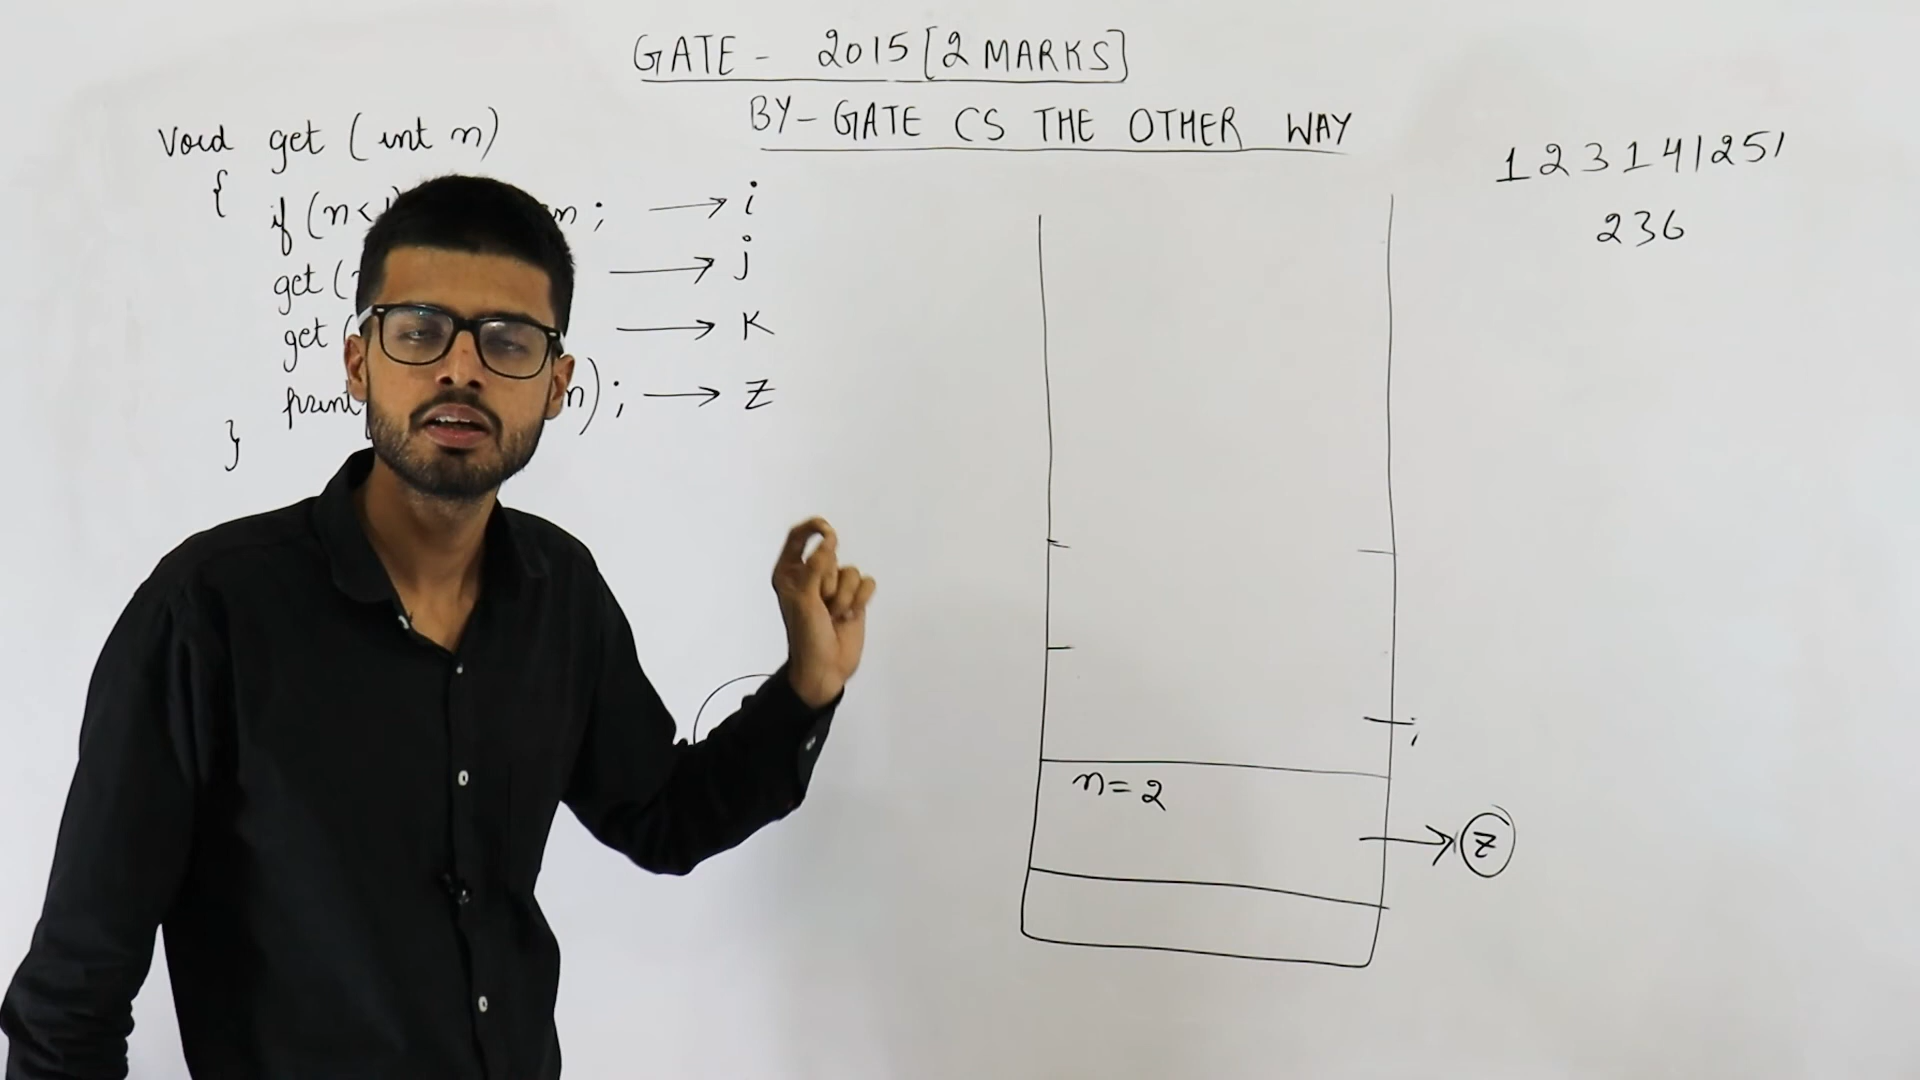 GATE - 2015 [2 MARKS]
BY - GATE CS THE OTHER WAY
Void get (int n)
{
if (n< n ; → i
get ( → j
get ( → K
print n) ; → Z
}
1 2 3 1 4 1 2 5 1
2 3 6
n = 2
→ Z